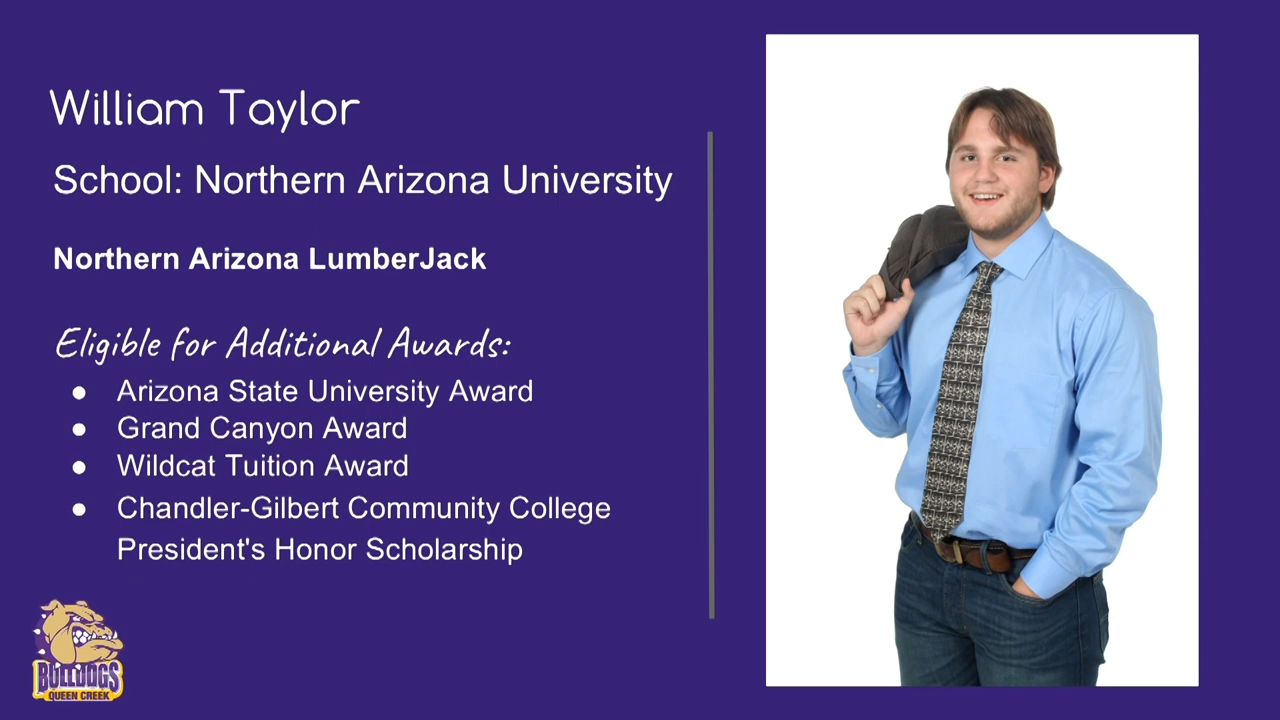 William Taylor
School: Northern Arizona University
Northern Arizona LumberJack
Eligible for Additional Awards:
● Arizona State University Award
● Grand Canyon Award
● Wildcat Tuition Award
● Chandler-Gilbert Community College
President's Honor Scholarship
BULLDOGS
QUEEN CREEK